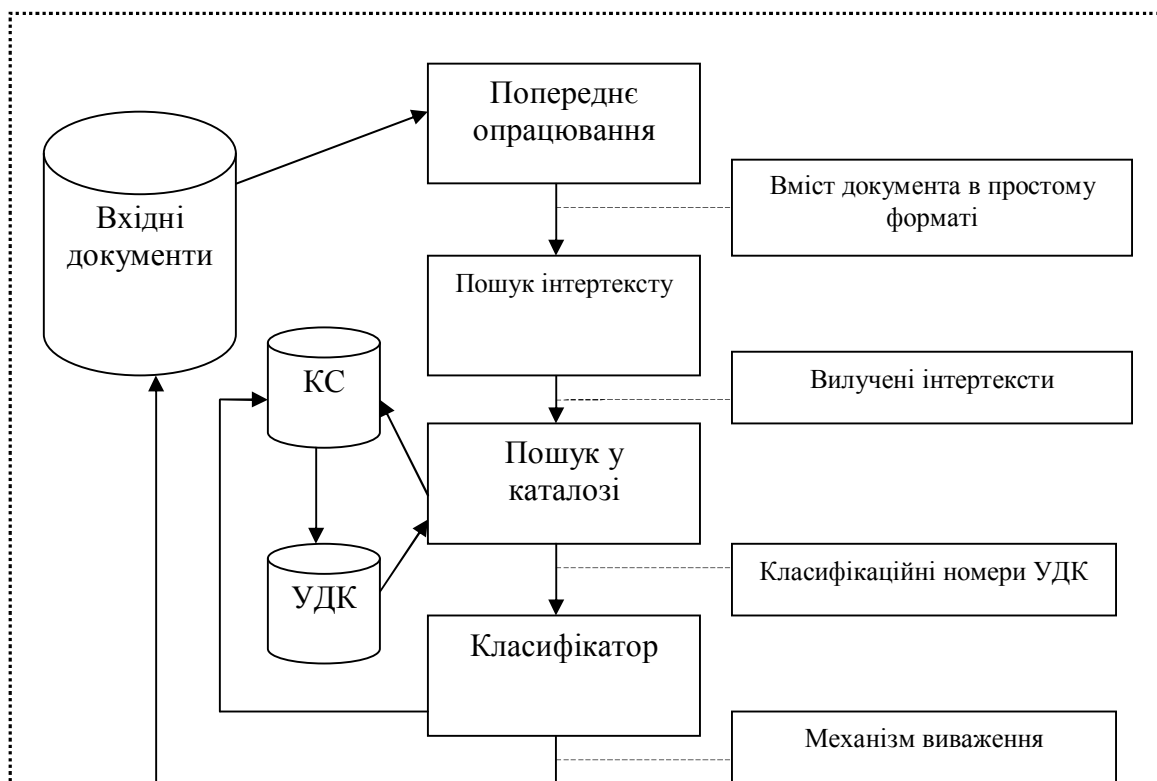 Попереднє
опрацювання
Вхідні
документи
Вміст документа в простому
форматі
Пошук інтертексту
КС
Вилучені інтертексти
Пошук у
каталозі
УДК
Класифікаційні номери УДК
Класифікатор
Механізм виваження